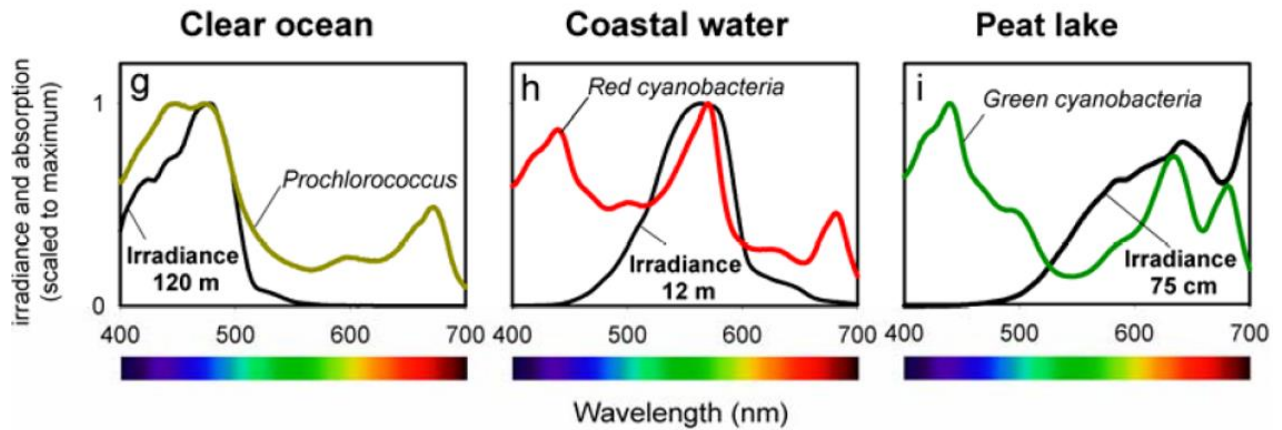 Clear ocean
Coastal water
Peat lake
irradiance and absorption
(scaled to maximum)
1
0
g
Prochlorococcus
Irradiance
120 m
400 500 600 700
h
Red cyanobacteria
Irradiance
12 m
400 500 600 700
i
Green cyanobacteria
Irradiance
75 cm
400 500 600 700
Wavelength (nm)